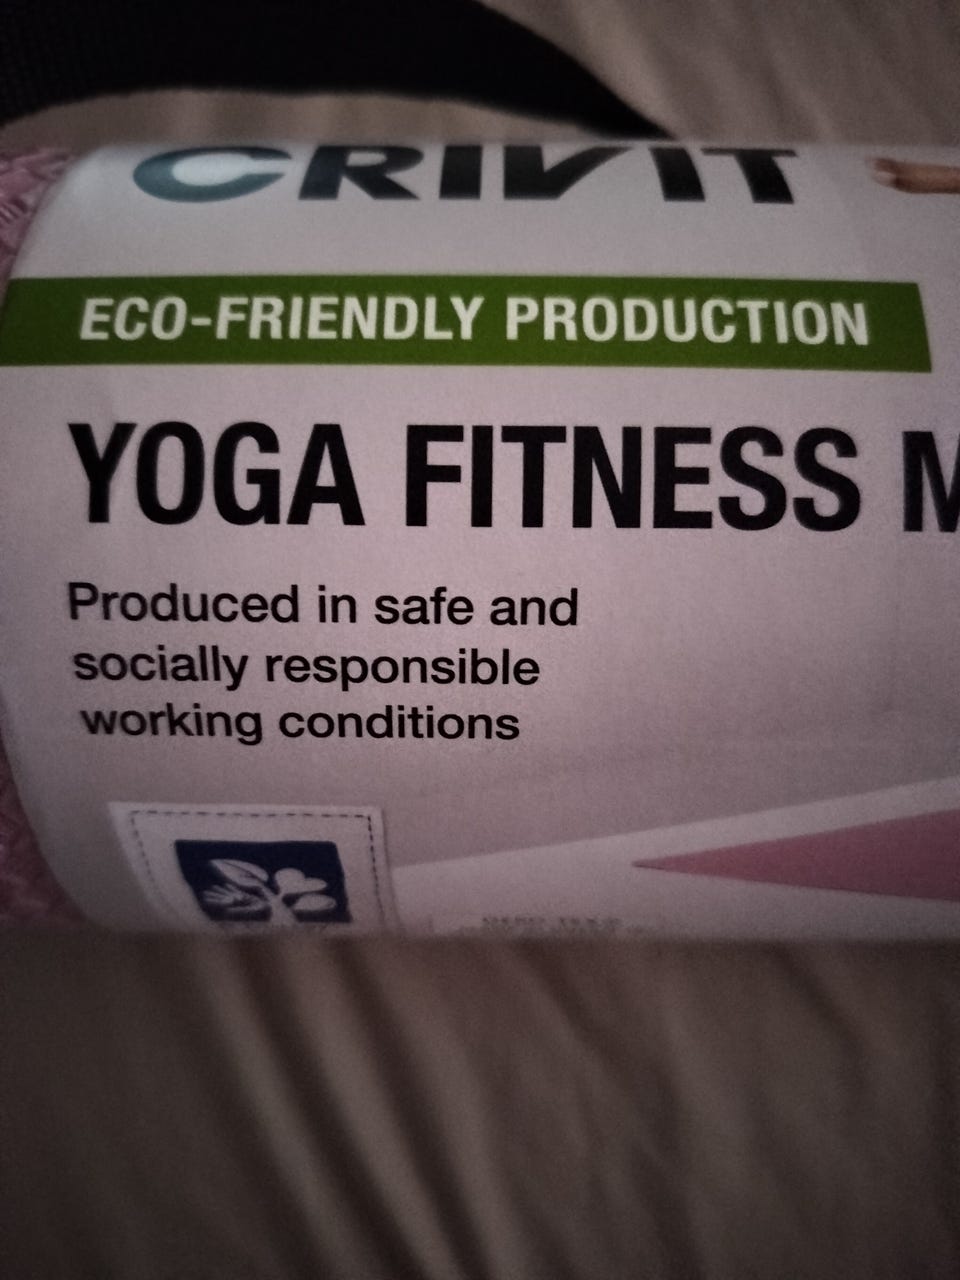 CRIVIT
ECO-FRIENDLY PRODUCTION
YOGA FITNESS M
Produced in safe and
socially responsible
working conditions